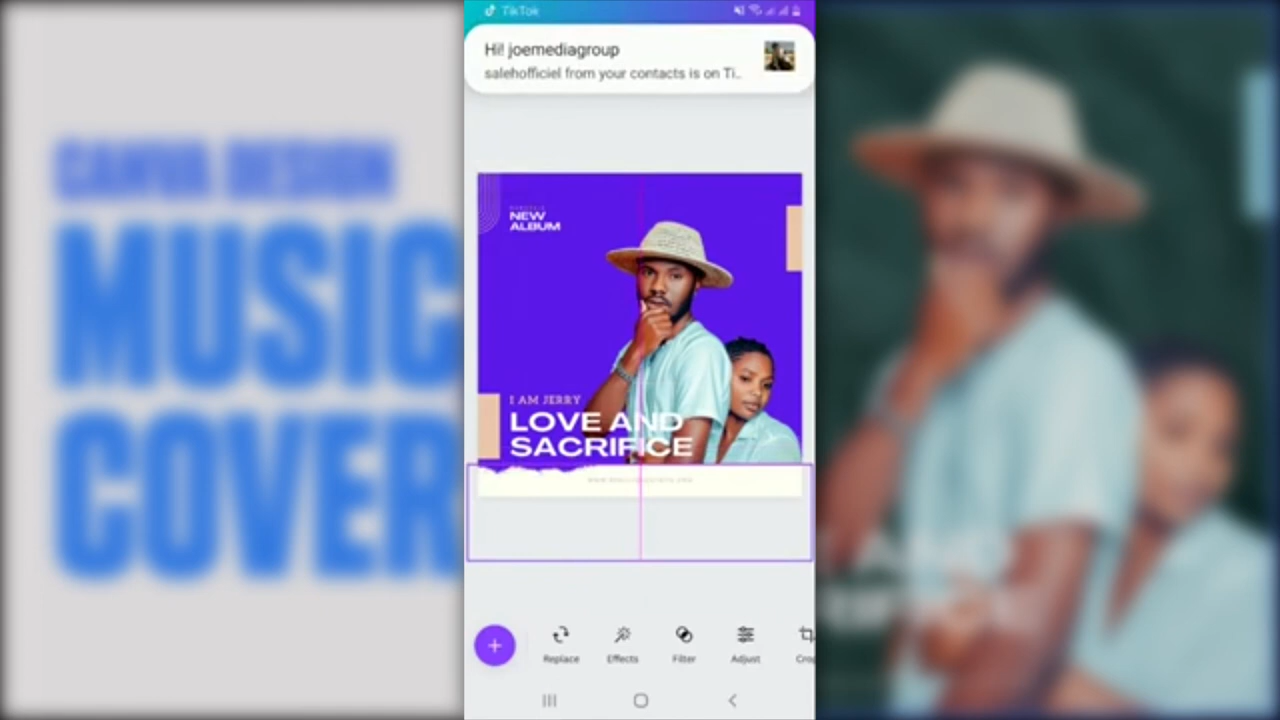 CANVA DESIGN
MUSIC
COVER
TikTok
Hi! joemediagroup
salehofficiel from your contacts is on Ti..
NEW
ALBUM
I AM JERRY
LOVE AND
SACRIFICE
Replace
Effects
Filter
Adjust
Crop